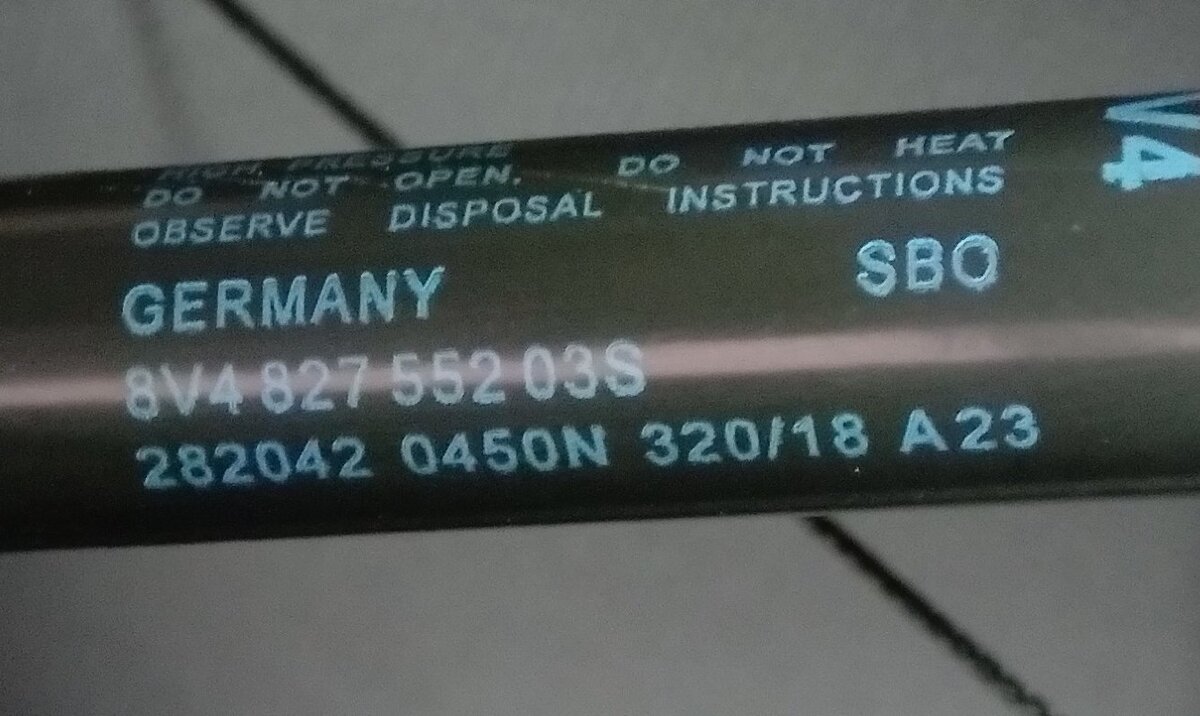 HIGH PRESSURE
DO NOT OPEN. DO NOT HEAT
OBSERVE DISPOSAL INSTRUCTIONS
GERMANY SBO
8V4 827 552 03S
282042 0450N 320/18 A23
V4